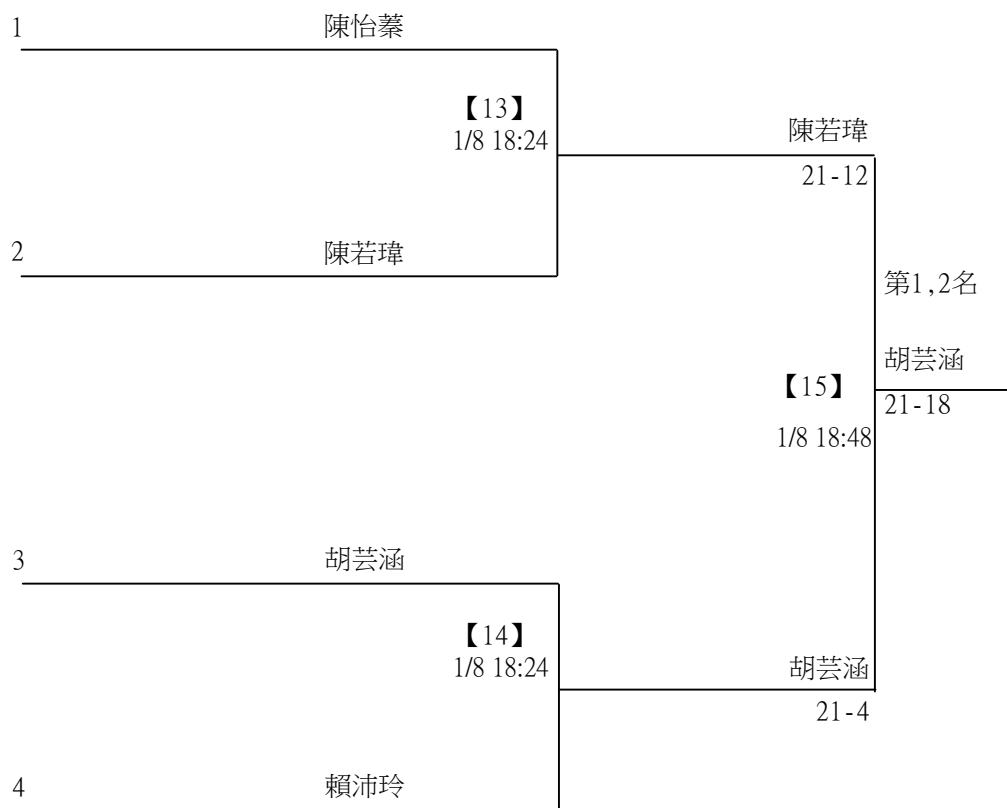 1
陳怡蓁
【13】
1/8 18:24
陳若瑋
21-12
2
陳若瑋
第1,2名
胡芸涵
【15】
21-18
1/8 18:48
3
胡芸涵
【14】
1/8 18:24
胡芸涵
21-4
4
賴沛玲